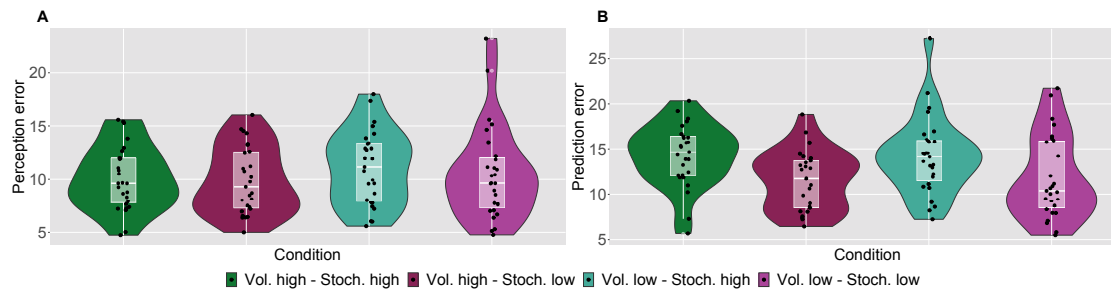 A
Perception error
20
15
10
5
Condition
B
Prediction error
25
20
15
10
5
Condition
Vol. high - Stoch. high Vol. high - Stoch. low Vol. low - Stoch. high Vol. low - Stoch. low